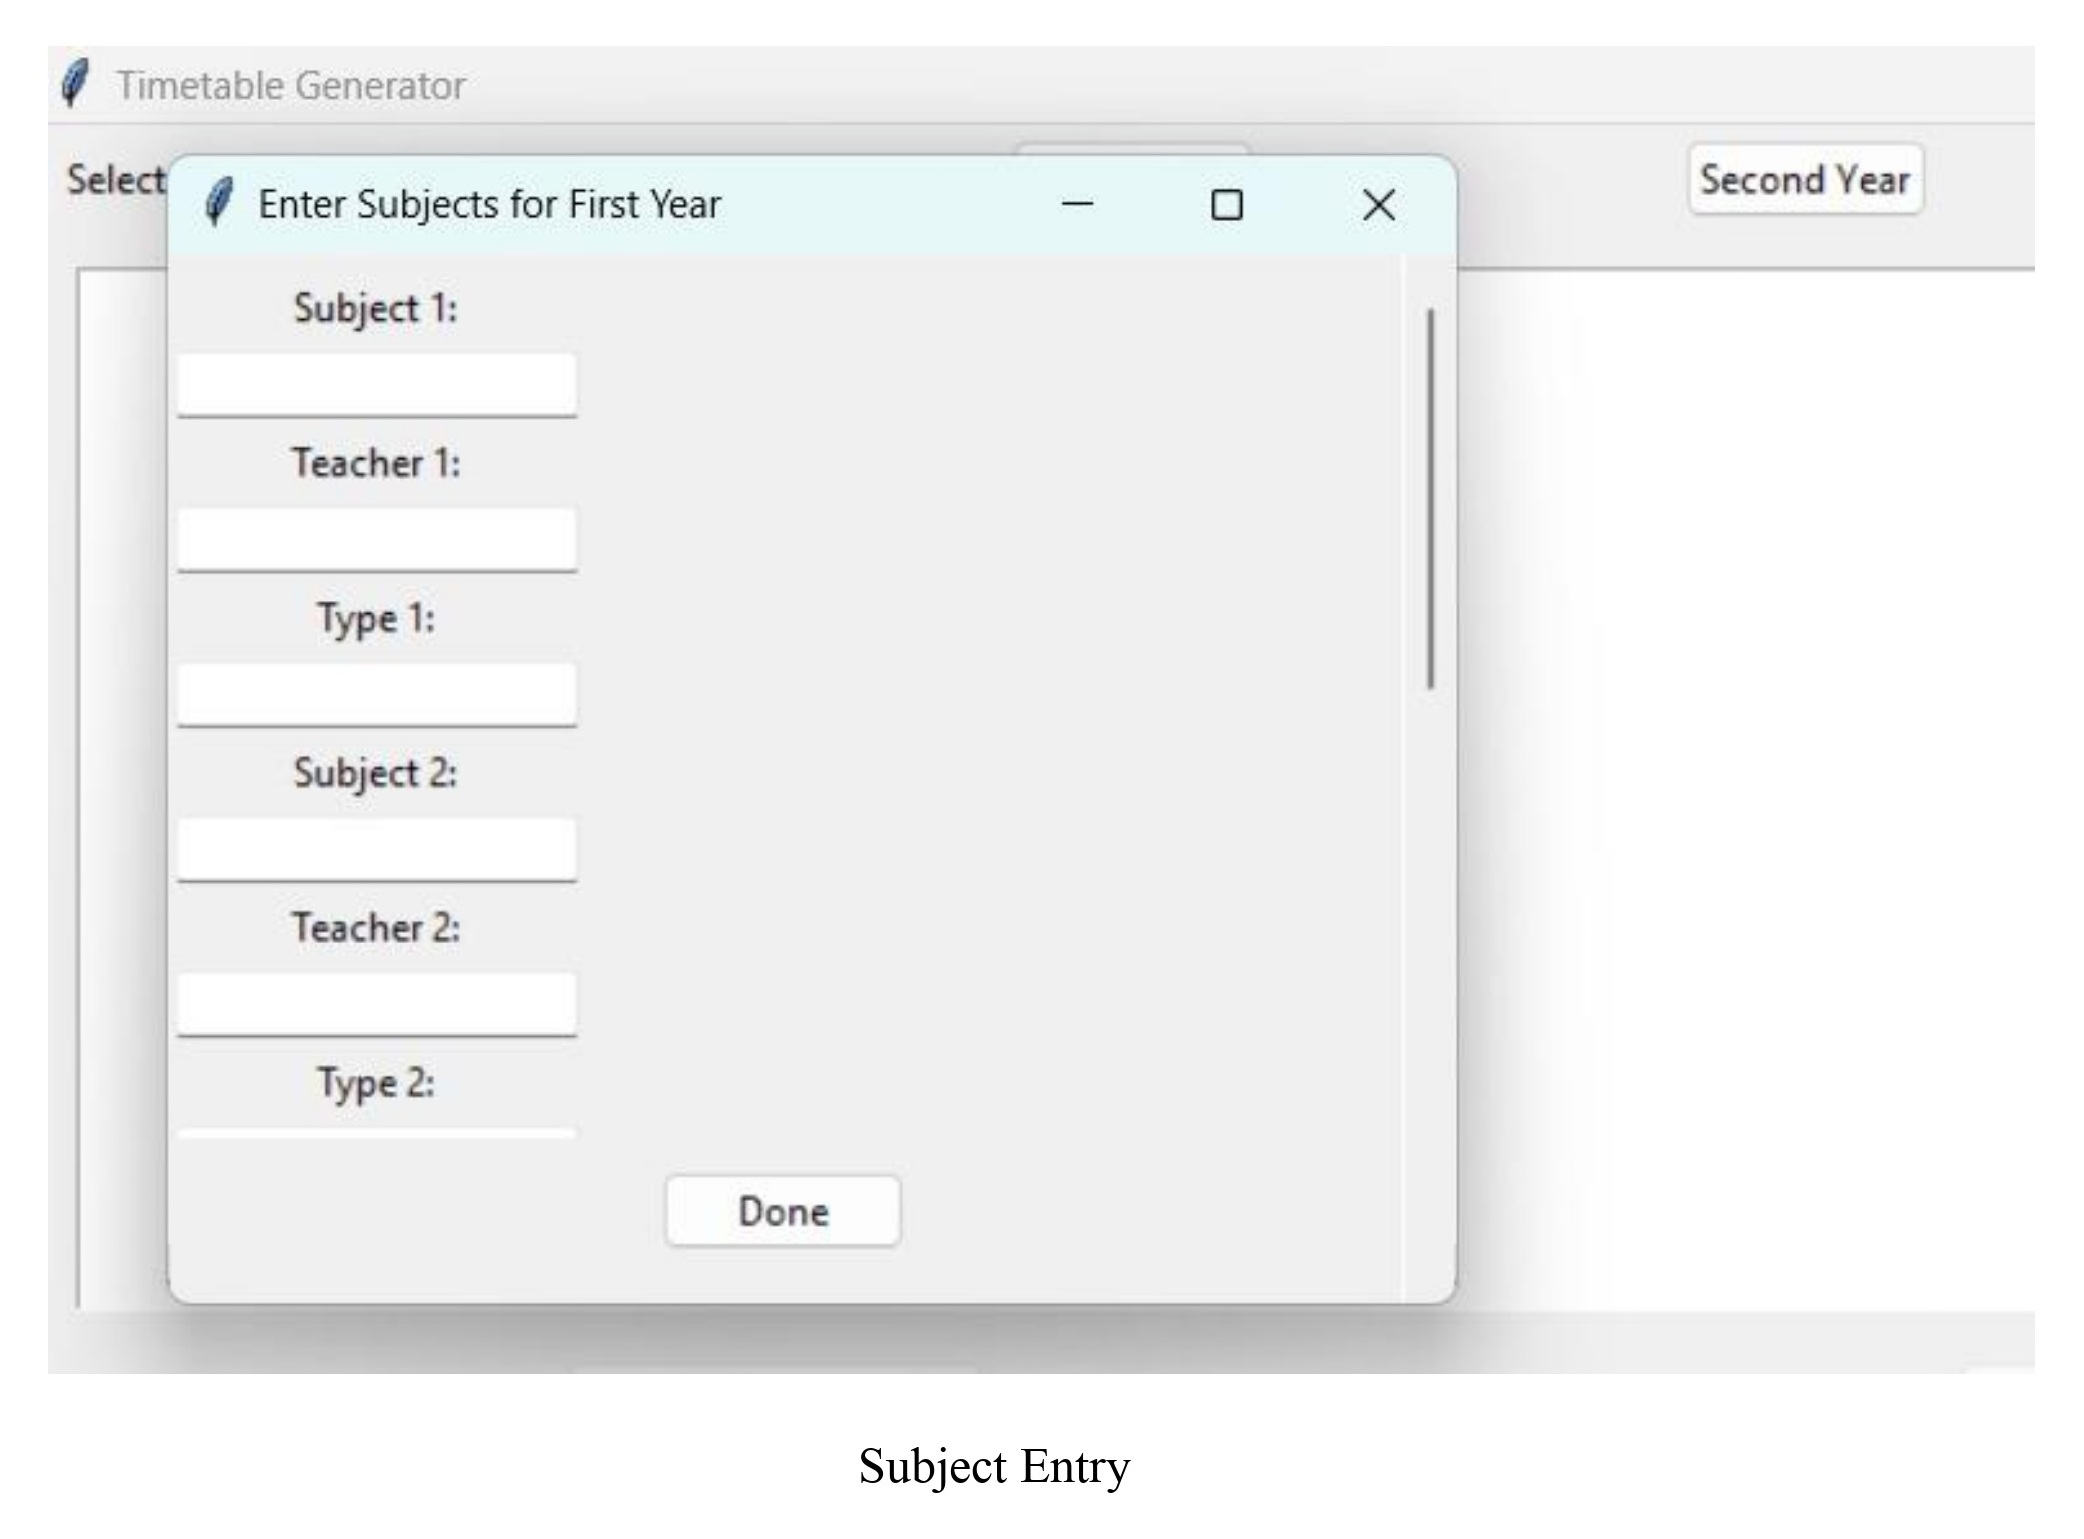 Timetable Generator
Select
Second Year
Enter Subjects for First Year
Subject 1:
Teacher 1:
Type 1:
Subject 2:
Teacher 2:
Type 2:
Done
Subject Entry